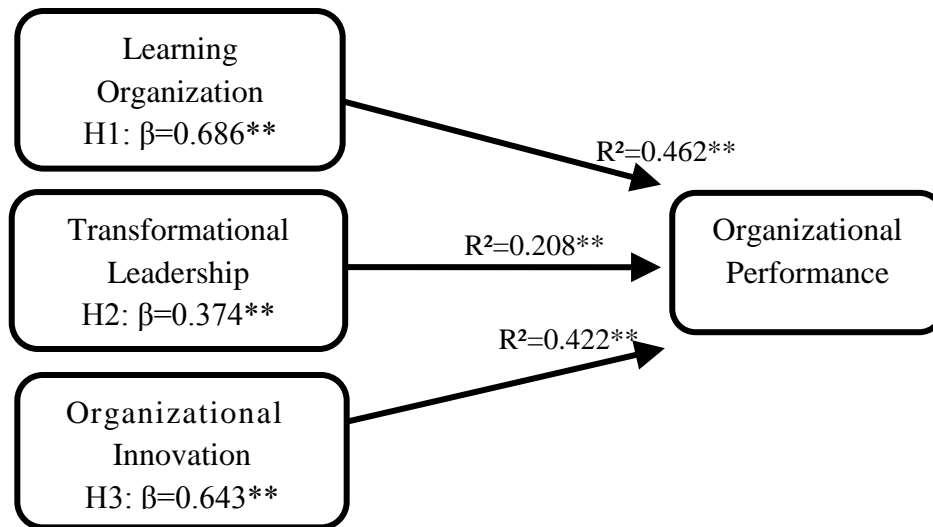 Learning
Organization
H1: β=0.686**
R²=0.462**
Transformational
Leadership
H2: β=0.374**
R²=0.208**
Organizational
Performance
R²=0.422**
Organizational
Innovation
H3: β=0.643**